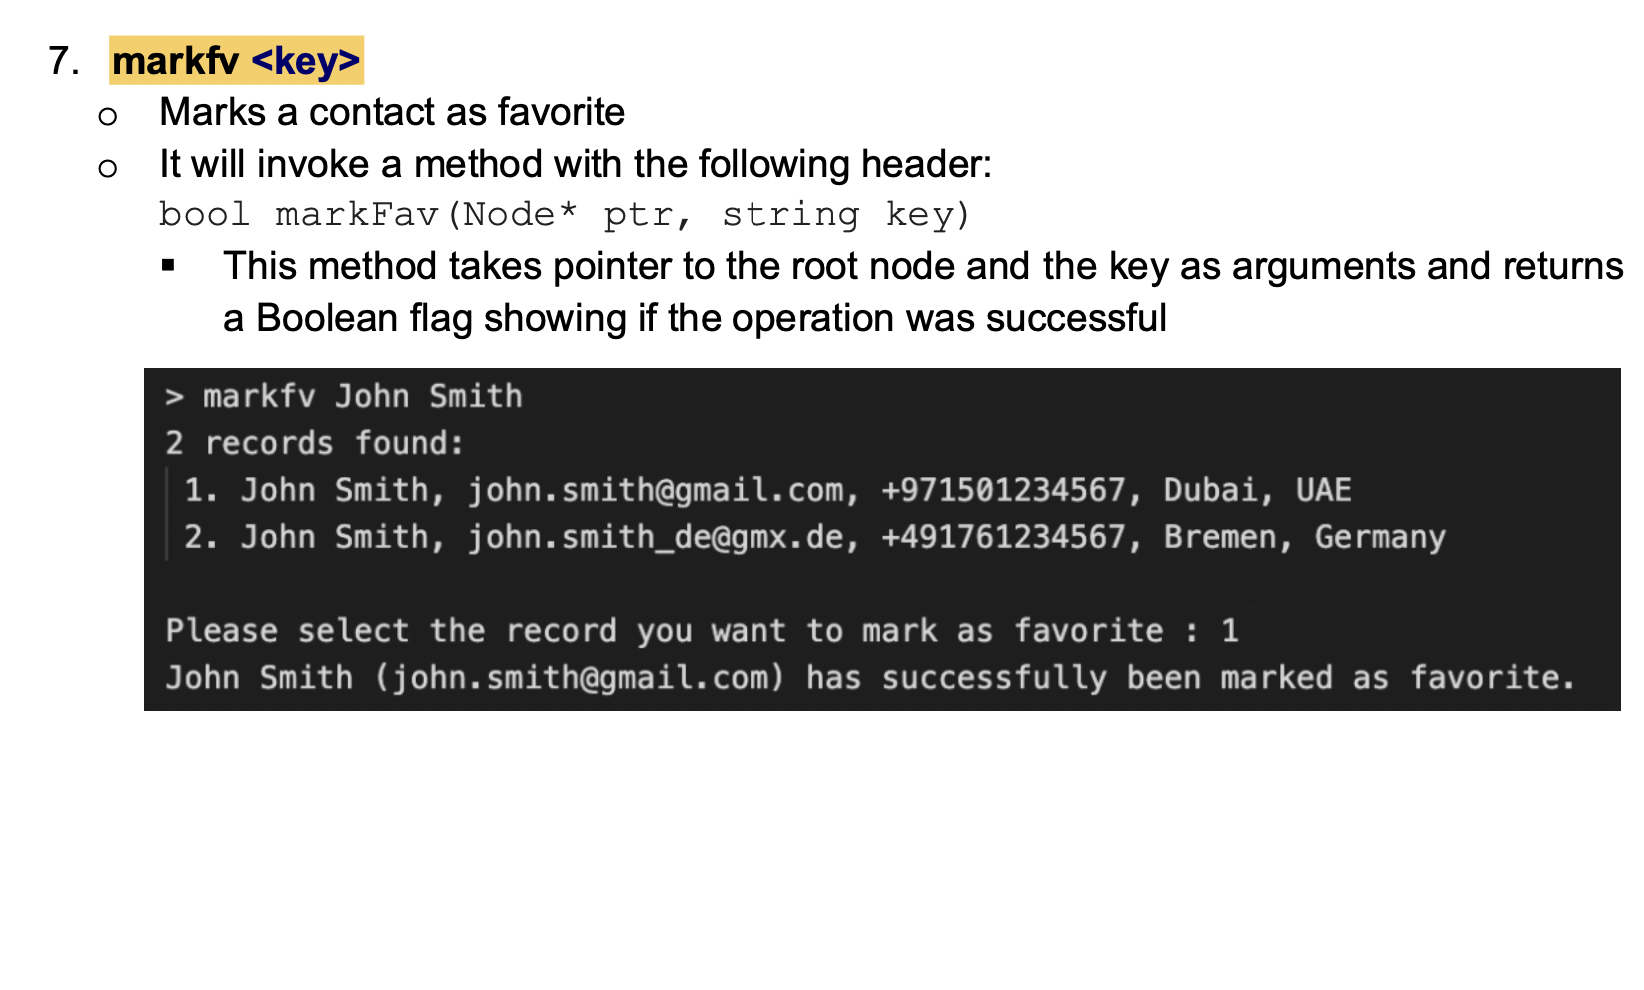 7. markfv <key>
o Marks a contact as favorite
o It will invoke a method with the following header:
bool markFav(Node* ptr, string key)
▪ This method takes pointer to the root node and the key as arguments and returns
a Boolean flag showing if the operation was successful
> markfv John Smith
2 records found:
1. John Smith, john.smith@gmail.com, +971501234567, Dubai, UAE
2. John Smith, john.smith_de@gmx.de, +491761234567, Bremen, Germany
Please select the record you want to mark as favorite : 1
John Smith (john.smith@gmail.com) has successfully been marked as favorite.